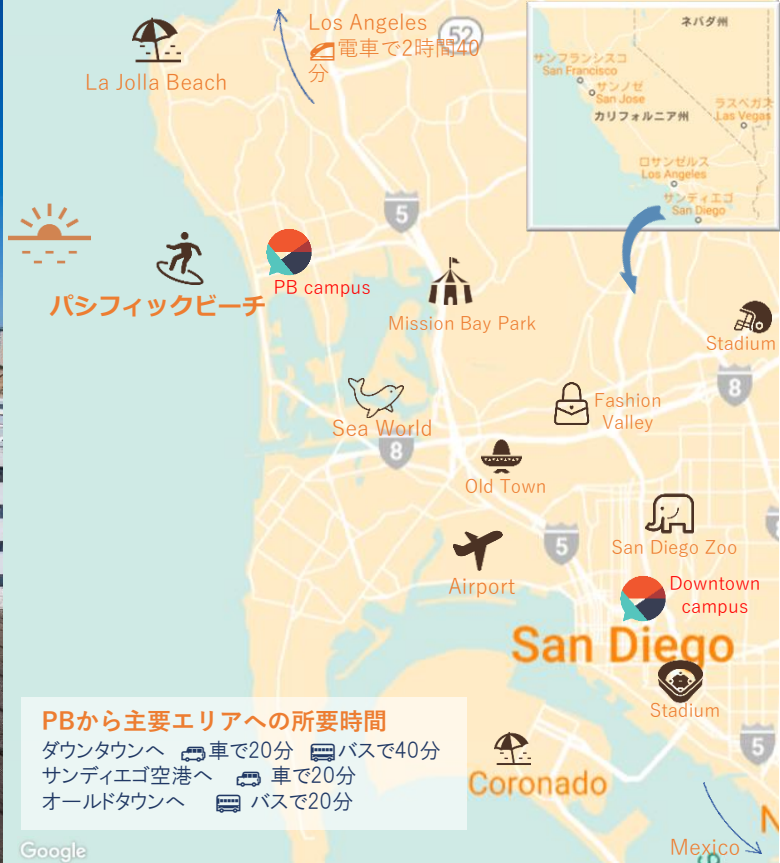 Los Angeles
電車で2時間40
分
52
La Jolla Beach
ネバダ州
サンフランシスコ
San Francisco
サンノゼ
San Jose
ラスベガス
Las Vegas
カリフォルニア州
ロサンゼルス
Los Angeles
サンディエゴ
San Diego
5
PB campus
パシフィックビーチ
Mission Bay Park
Stadium
8
Fashion
Valley
Sea World
8
Old Town
5
San Diego Zoo
Airport
Downtown
campus
San Diego
Stadium
5
PBから主要エリアへの所要時間
ダウンタウンへ 車で20分 バスで40分
サンディエゴ空港へ 車で20分
オールドタウンへ バスで20分
Coronado
Mexico
Google